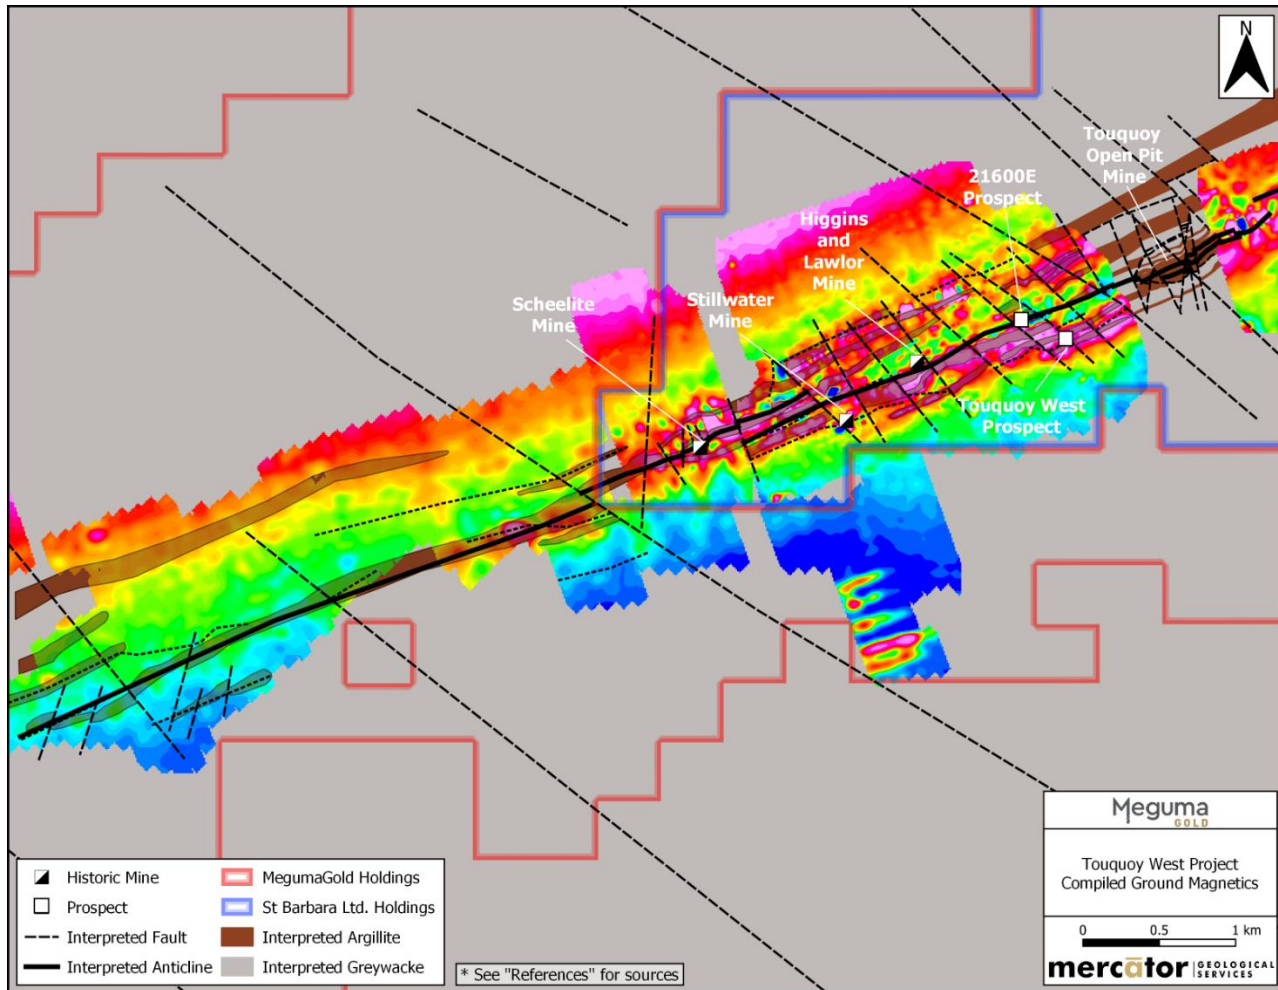 N
Touquoy
Open Pit
Mine
21600E
Prospect
Higgins
and
Lawlor
Mine
Scheelite
Mine
Stillwater
Mine
Touquoy West
Prospect
Historic Mine
Prospect
Interpreted Fault
Interpreted Anticline
MegumaGold Holdings
St Barbara Ltd. Holdings
Interpreted Argillite
Interpreted Greywacke
* See "References" for sources
Meguma
GOLD
Touquoy West Project
Compiled Ground Magnetics
0 0.5 1 km
mercātor GEOLOGICAL
SERVICES